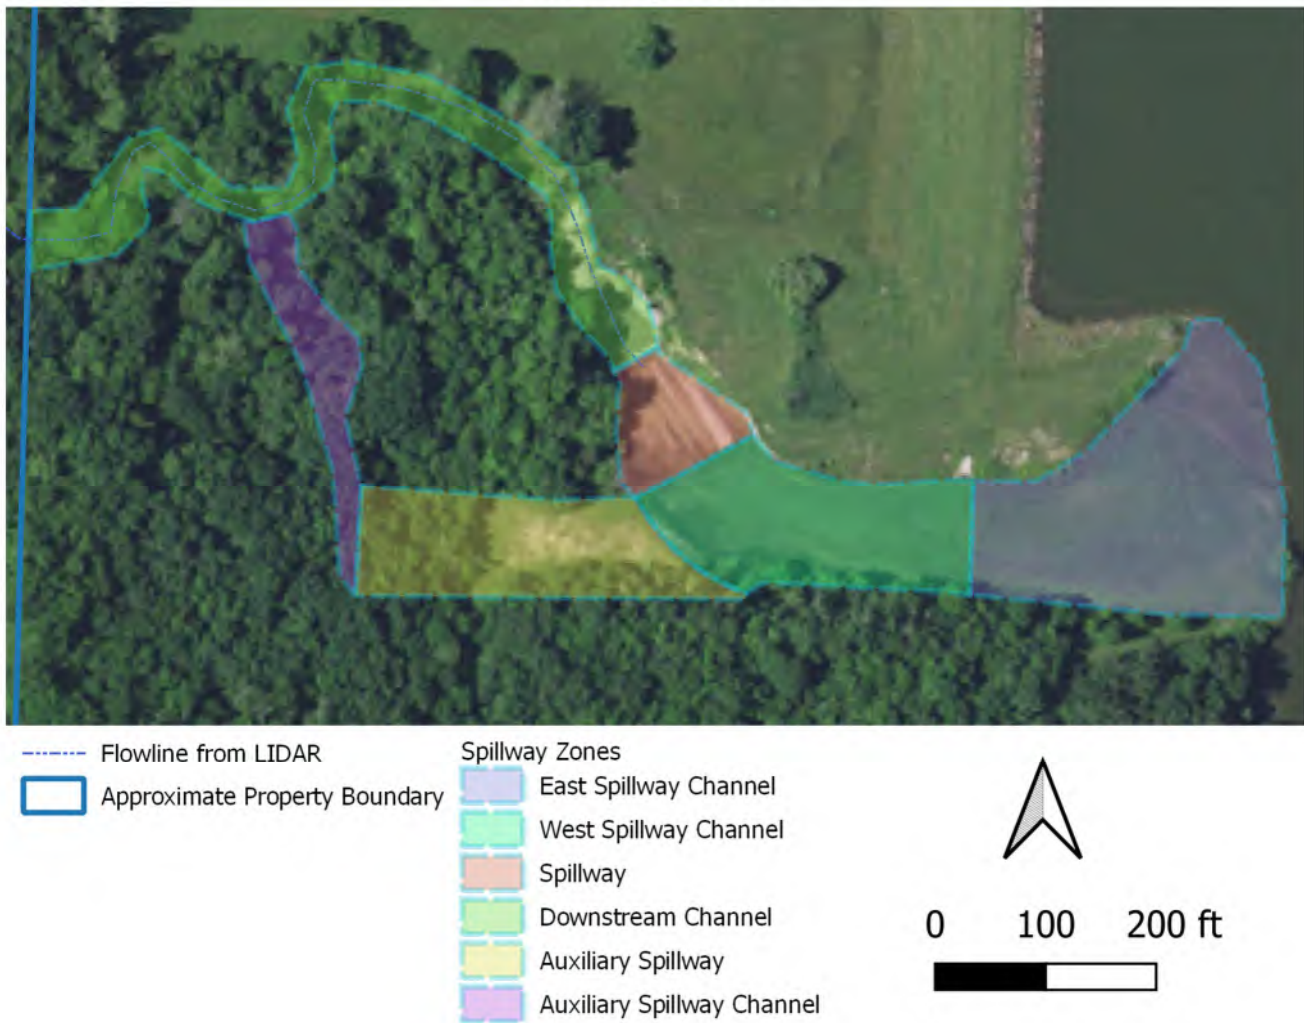 Flowline from LIDAR
Approximate Property Boundary
Spillway Zones
East Spillway Channel
West Spillway Channel
Spillway
Downstream Channel
Auxiliary Spillway
Auxiliary Spillway Channel
0 100 200 ft